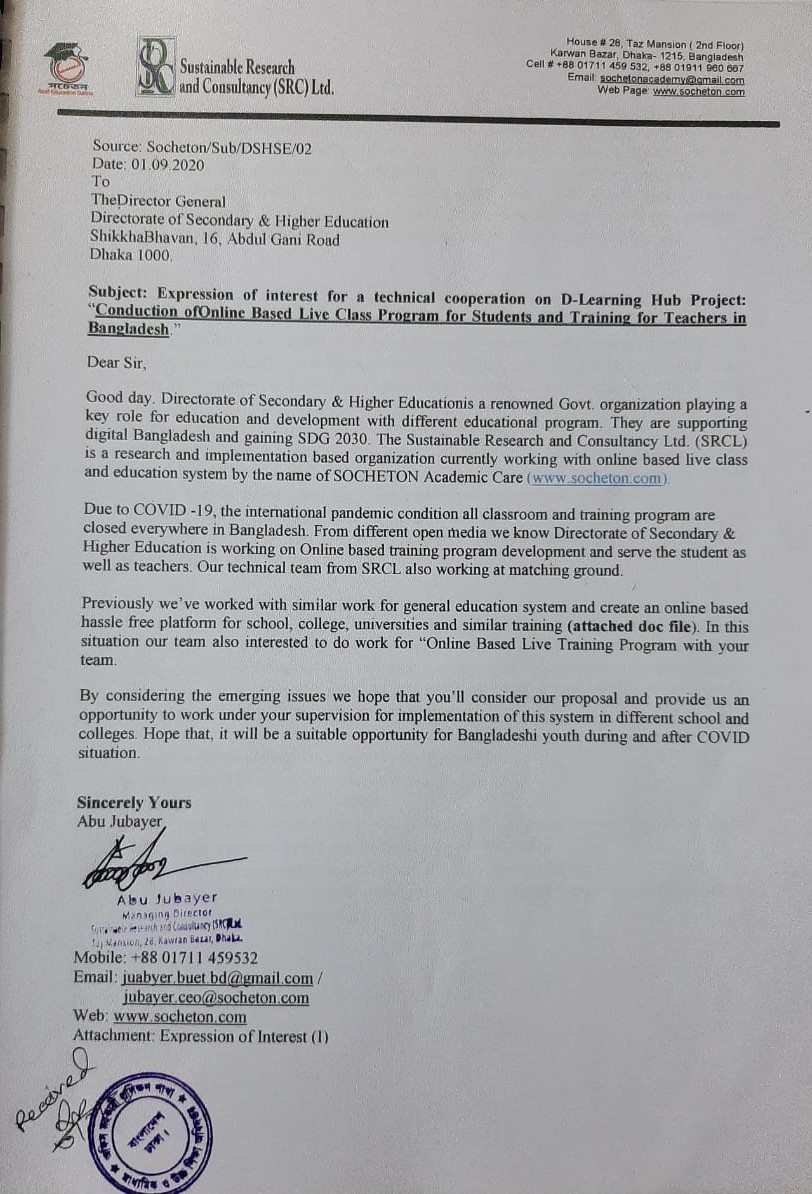 সচেতন
Sustainable Research
and Consultancy (SRC) Ltd.
House # 28, Taz Mansion ( 2nd Floor)
Karwan Bazar, Dhaka- 1215, Bangladesh
Cell # +88 01711 459 532, +88 01911 960 667
Email: sochetonacademy@gmail.com
Web Page: www.socheton.com
Source: Socheton/Sub/DSHSE/02
Date: 01.09.2020
To
TheDirector General
Directorate of Secondary & Higher Education
ShikkhaBhavan, 16, Abdul Gani Road
Dhaka 1000.
Subject: Expression of interest for a technical cooperation on D-Learning Hub Project:
“Conduction ofOnline Based Live Class Program for Students and Training for Teachers in
Bangladesh.”
Dear Sir,
Good day. Directorate of Secondary & Higher Educationis a renowned Govt. organization playing a
key role for education and development with different educational program. They are supporting
digital Bangladesh and gaining SDG 2030. The Sustainable Research and Consultancy Ltd. (SRCL)
is a research and implementation based organization currently working with online based live class
and education system by the name of SOCHETON Academic Care (www.socheton.com).
Due to COVID -19, the international pandemic condition all classroom and training program are
closed everywhere in Bangladesh. From different open media we know Directorate of Secondary &
Higher Education is working on Online based training program development and serve the student as
well as teachers. Our technical team from SRCL also working at matching ground.
Previously we’ve worked with similar work for general education system and create an online based
hassle free platform for school, college, universities and similar training (attached doc file). In this
situation our team also interested to do work for “Online Based Live Training Program with your
team.
By considering the emerging issues we hope that you’ll consider our proposal and provide us an
opportunity to work under your supervision for implementation of this system in different school and
colleges. Hope that, it will be a suitable opportunity for Bangladeshi youth during and after COVID
situation.
Sincerely Yours
Abu Jubayer
Abu Jubayer
Managing Director
Sustainable Research and Consultancy (SRC) Ltd.
Taj Mansion, 28, Kawran Bazar, Dhaka.
Mobile: +88 01711 459532
Email: juabyer.buet.bd@gmail.com /
jubayer.ceo@socheton.com
Web: www.socheton.com
Attachment: Expression of Interest (1)
Received
বাংলাদেশ
ঢাকা।